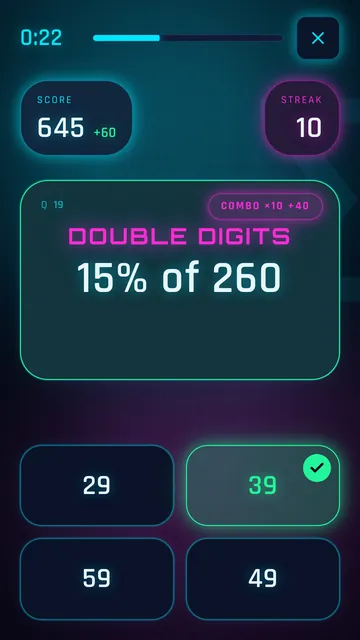 0:22
SCORE
645 +60
STREAK
10
Q 19
COMBO ×10 +40
DOUBLE DIGITS
15% of 260
29
39
59
49